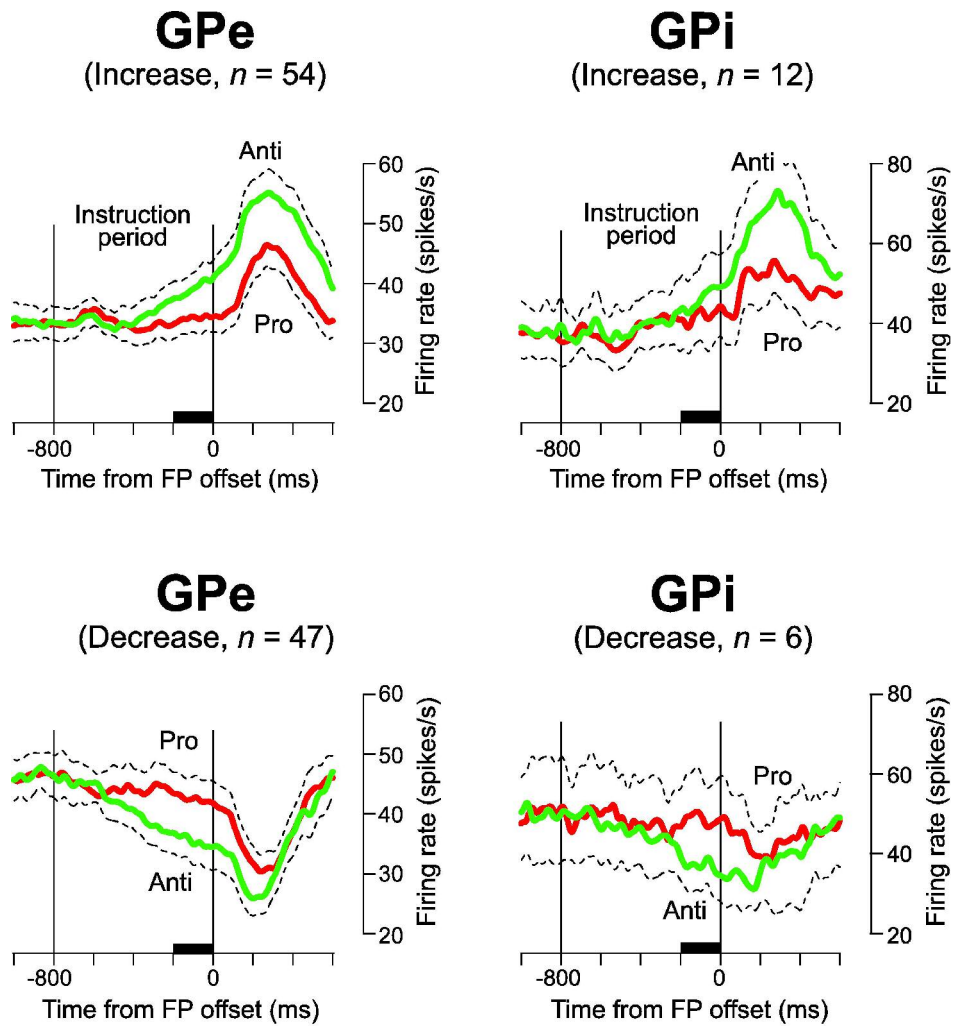 GPe
(Increase, n = 54)
Anti
Instruction
period
Pro
60
50
40
30
20
Firing rate (spikes/s)
-800
0
Time from FP offset (ms)
GPi
(Increase, n = 12)
Anti
Instruction
period
Pro
80
60
40
20
Firing rate (spikes/s)
-800
0
Time from FP offset (ms)
GPe
(Decrease, n = 47)
Pro
Anti
60
50
40
30
20
Firing rate (spikes/s)
-800
0
Time from FP offset (ms)
GPi
(Decrease, n = 6)
Pro
Anti
80
60
40
20
Firing rate (spikes/s)
-800
0
Time from FP offset (ms)